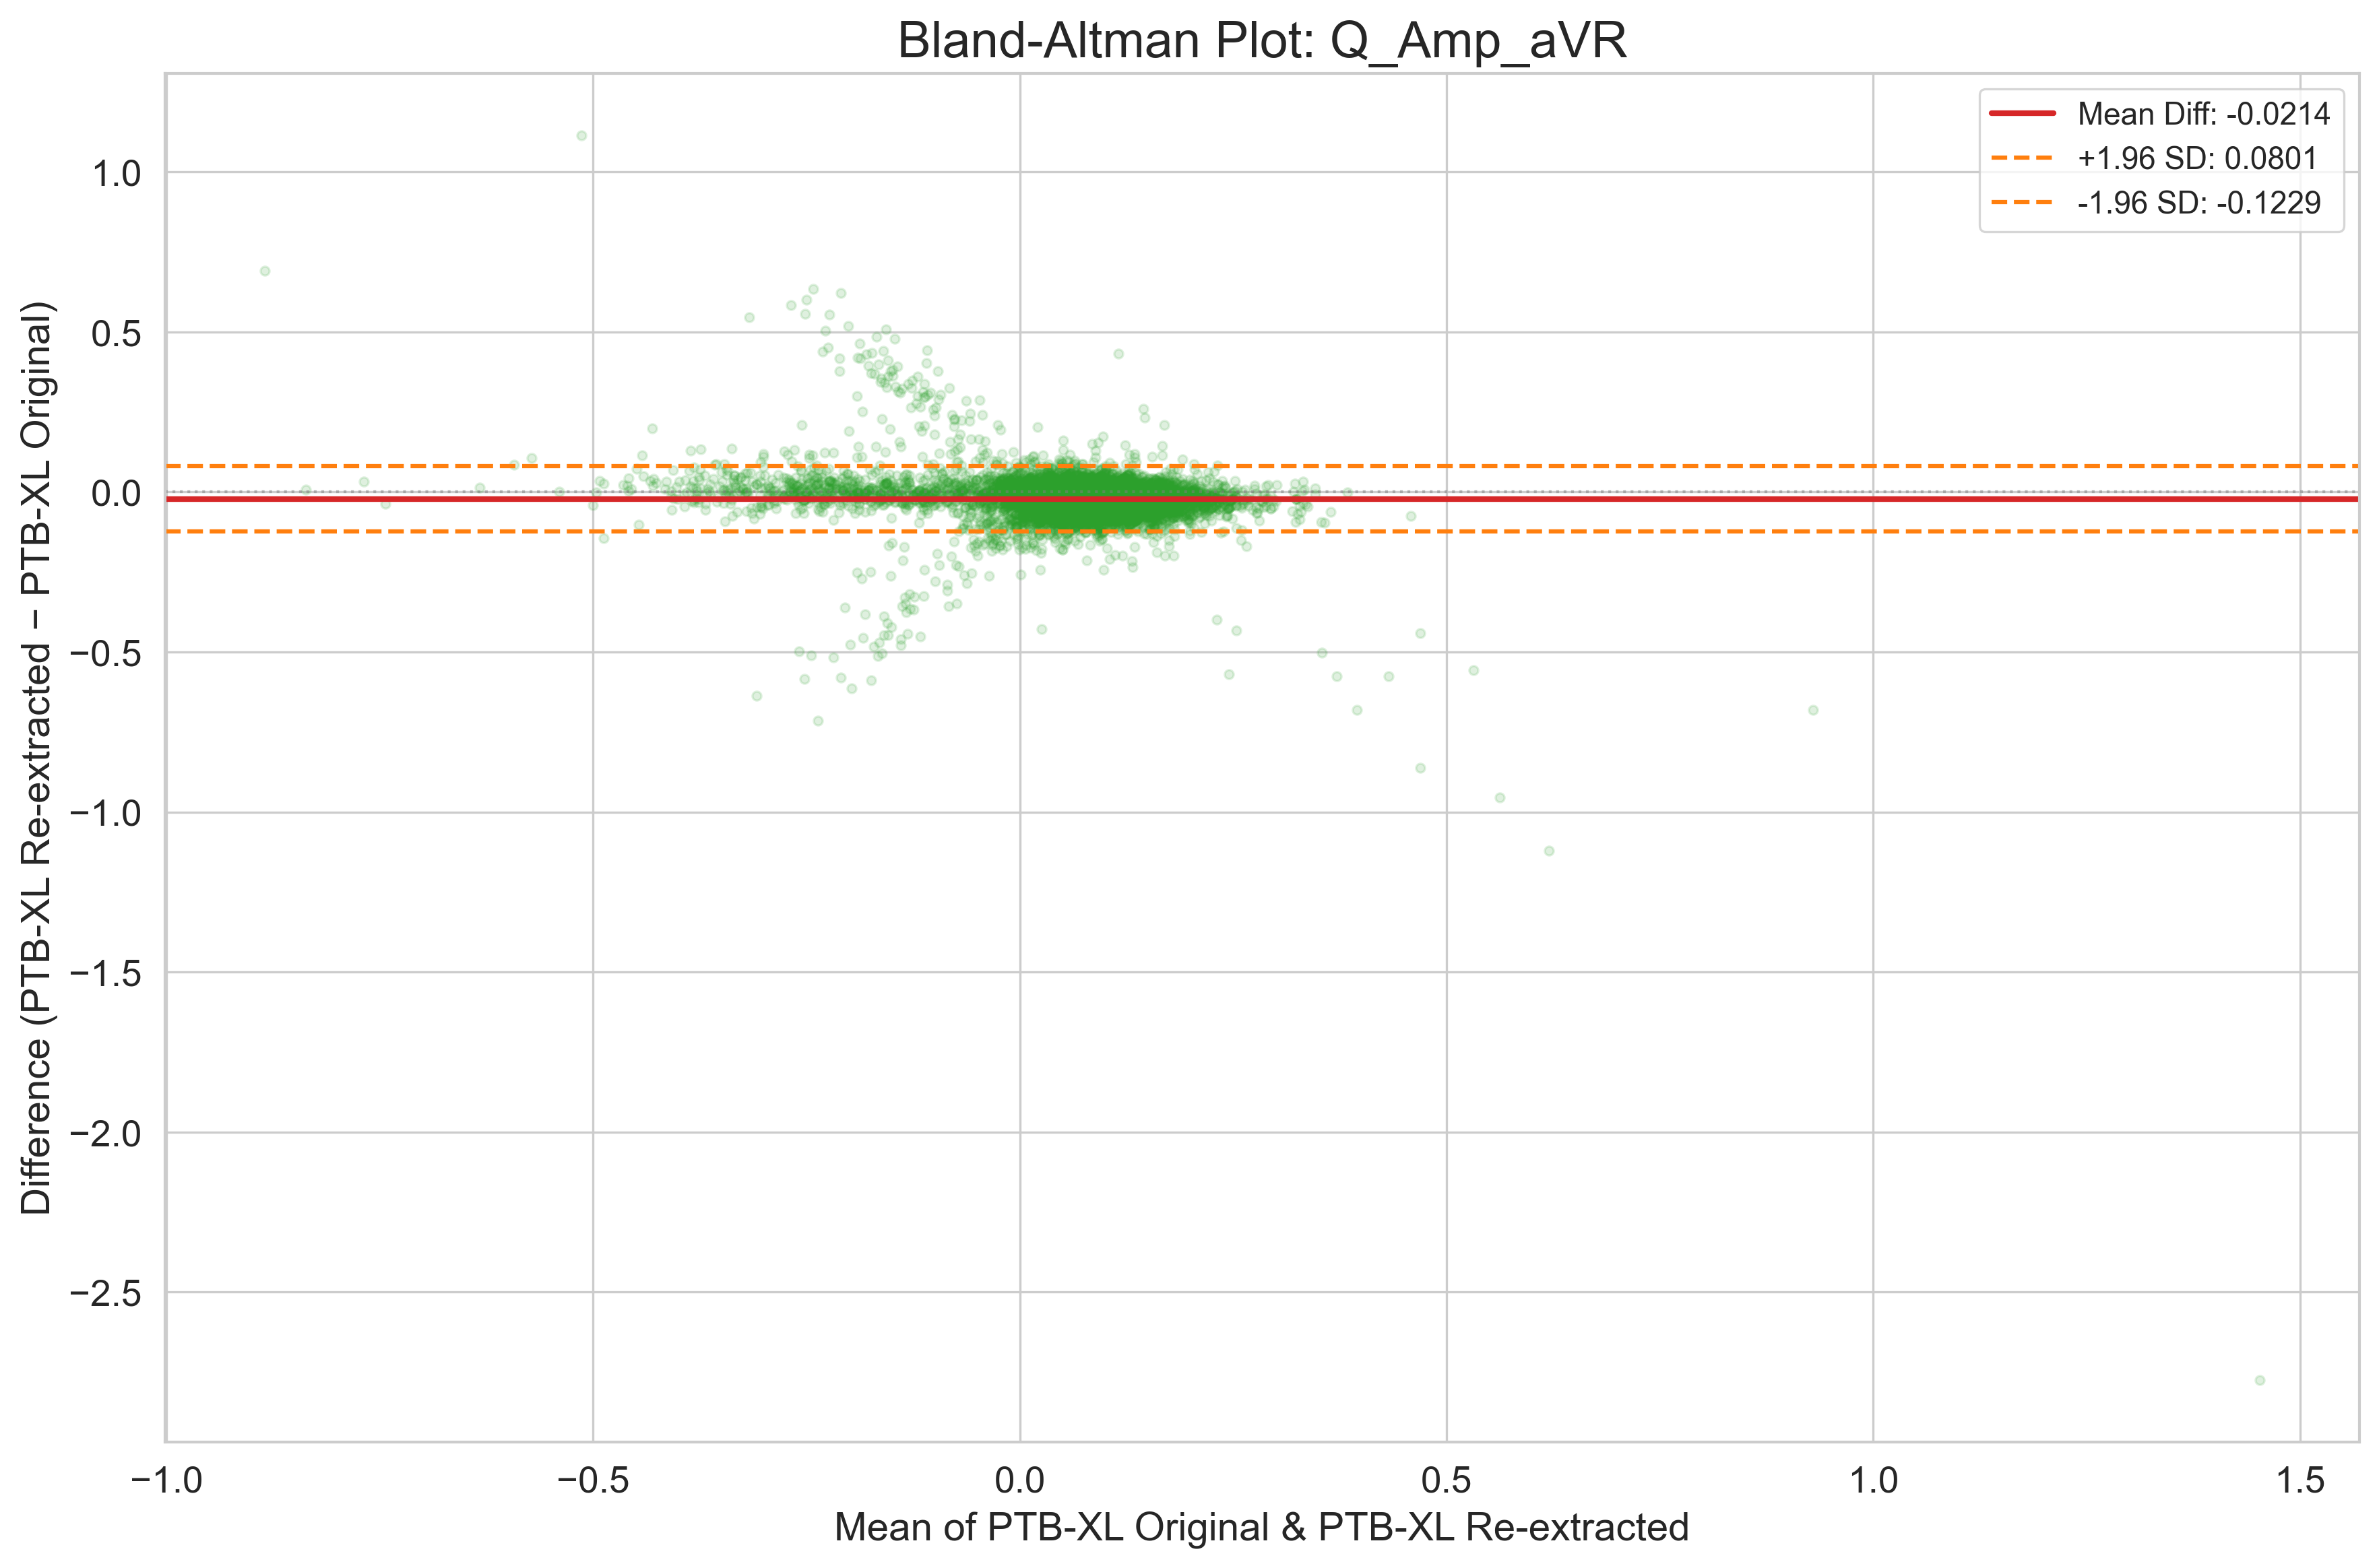 Bland-Altman Plot: Q_Amp_aVR
Mean Diff: -0.0214
+1.96 SD: 0.0801
-1.96 SD: -0.1229
Difference (PTB-XL Re-extracted − PTB-XL Original)
1.0
0.5
0.0
−0.5
−1.0
−1.5
−2.0
−2.5
−1.0
−0.5
0.0
0.5
1.0
1.5
Mean of PTB-XL Original & PTB-XL Re-extracted